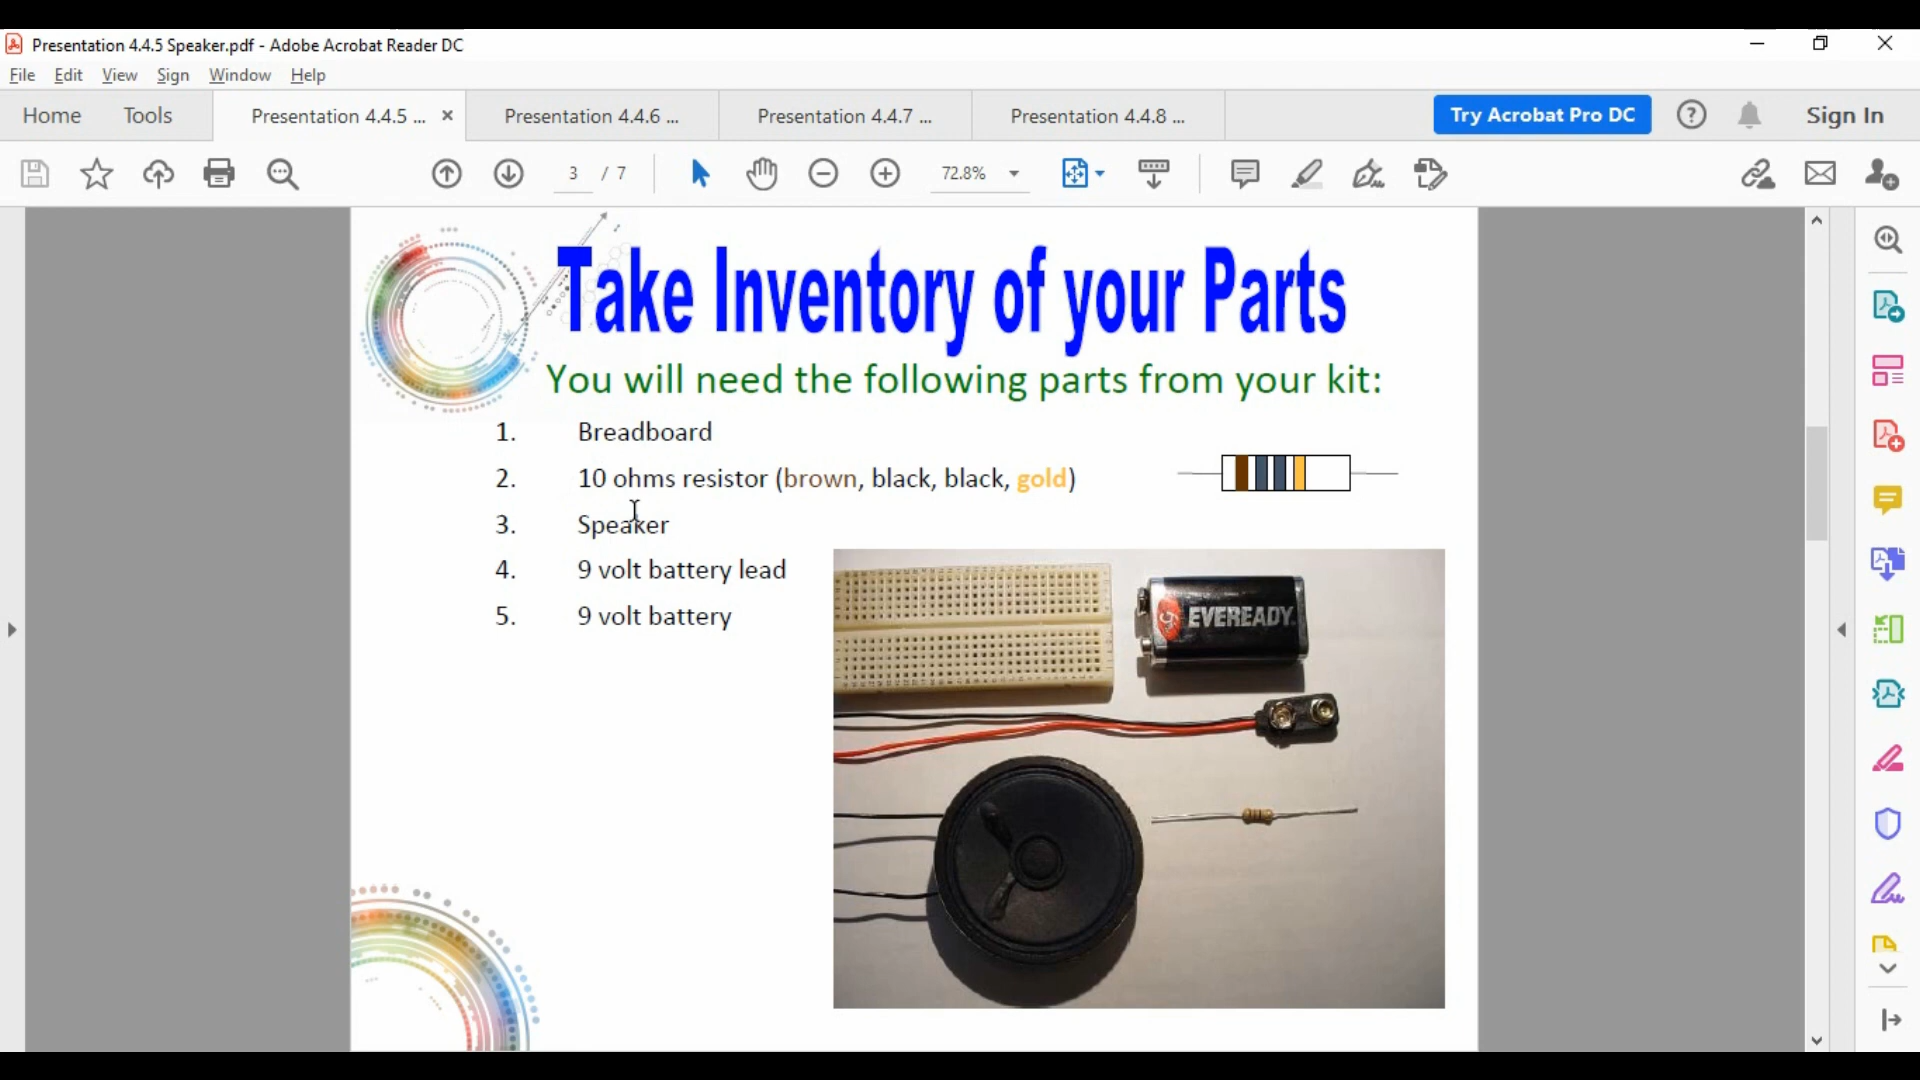 Presentation 4.4.5 Speaker.pdf - Adobe Acrobat Reader DC
File Edit View Sign Window Help
Home Tools Presentation 4.4.5 ... × Presentation 4.4.6 ... Presentation 4.4.7 ... Presentation 4.4.8 ... Try Acrobat Pro DC Sign In
3 / 7 72.8%
Take Inventory of your Parts
You will need the following parts from your kit:
1. Breadboard
2. 10 ohms resistor (brown, black, black, gold)
3. Speaker
4. 9 volt battery lead
5. 9 volt battery
EVEREADY